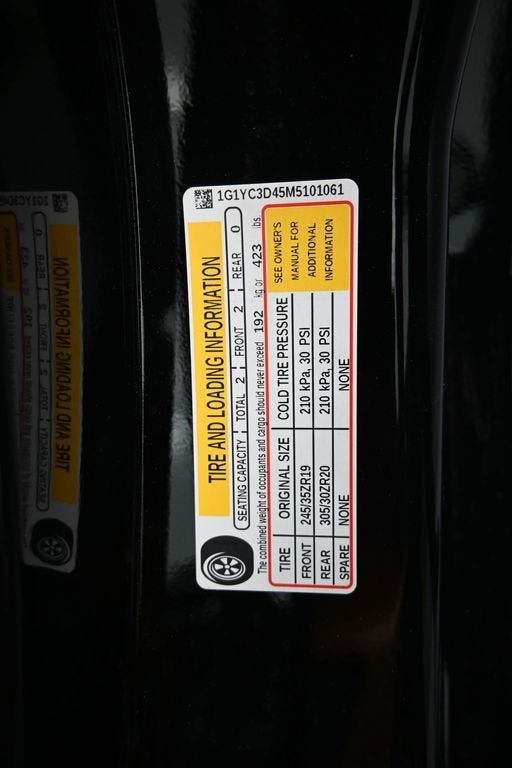 1G1YC3D45M5101061
TIRE AND LOADING INFORMATION
SEATING CAPACITY TOTAL 2 FRONT 2 REAR 0
The combined weight of occupants and cargo should never exceed 192 kg or 423 lbs
TIRE ORIGINAL SIZE COLD TIRE PRESSURE
FRONT 245/35ZR19 210 kPa, 30 PSI
REAR 305/30ZR20 210 kPa, 30 PSI
SPARE NONE NONE
SEE OWNER'S
MANUAL FOR
ADDITIONAL
INFORMATION